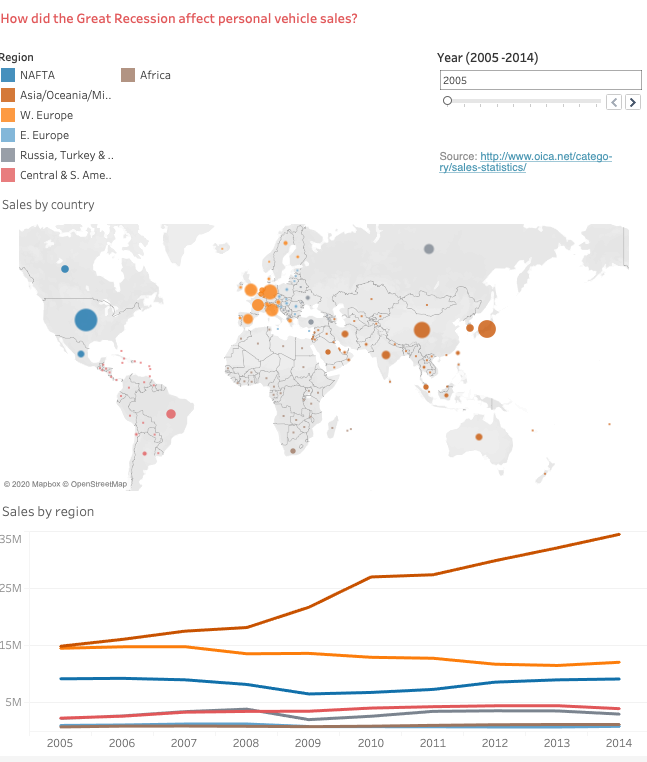 How did the Great Recession affect personal vehicle sales?
Region
NAFTA
Africa
Asia/Oceania/Mi..
W. Europe
E. Europe
Russia, Turkey & ..
Central & S. Ame..
Year (2005 -2014)
2005
Source: http://www.oica.net/catego-
ry/sales-statistics/
Sales by country
© 2020 Mapbox © OpenStreetMap
Sales by region
35M
25M
15M
5M
2005 2006 2007 2008 2009 2010 2011 2012 2013 2014